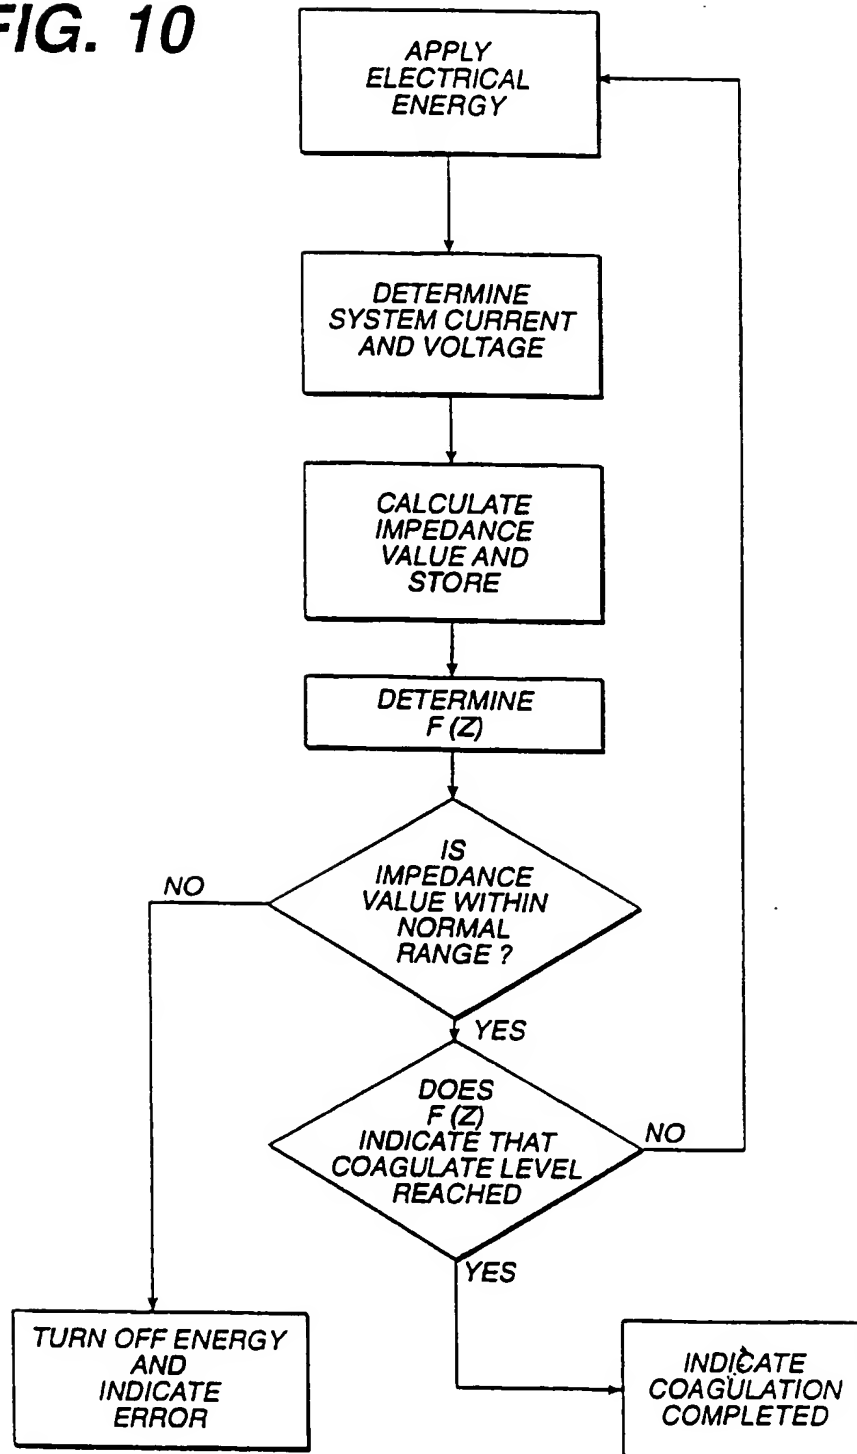 FIG. 10
APPLY
ELECTRICAL
ENERGY
DETERMINE
SYSTEM CURRENT
AND VOLTAGE
CALCULATE
IMPEDANCE
VALUE AND
STORE
DETERMINE
F (Z)
IS
IMPEDANCE
VALUE WITHIN
NORMAL
RANGE ?
NO
YES
DOES
F (Z)
INDICATE THAT
COAGULATE LEVEL
REACHED
NO
YES
TURN OFF ENERGY
AND
INDICATE
ERROR
INDICATE
COAGULATION
COMPLETED